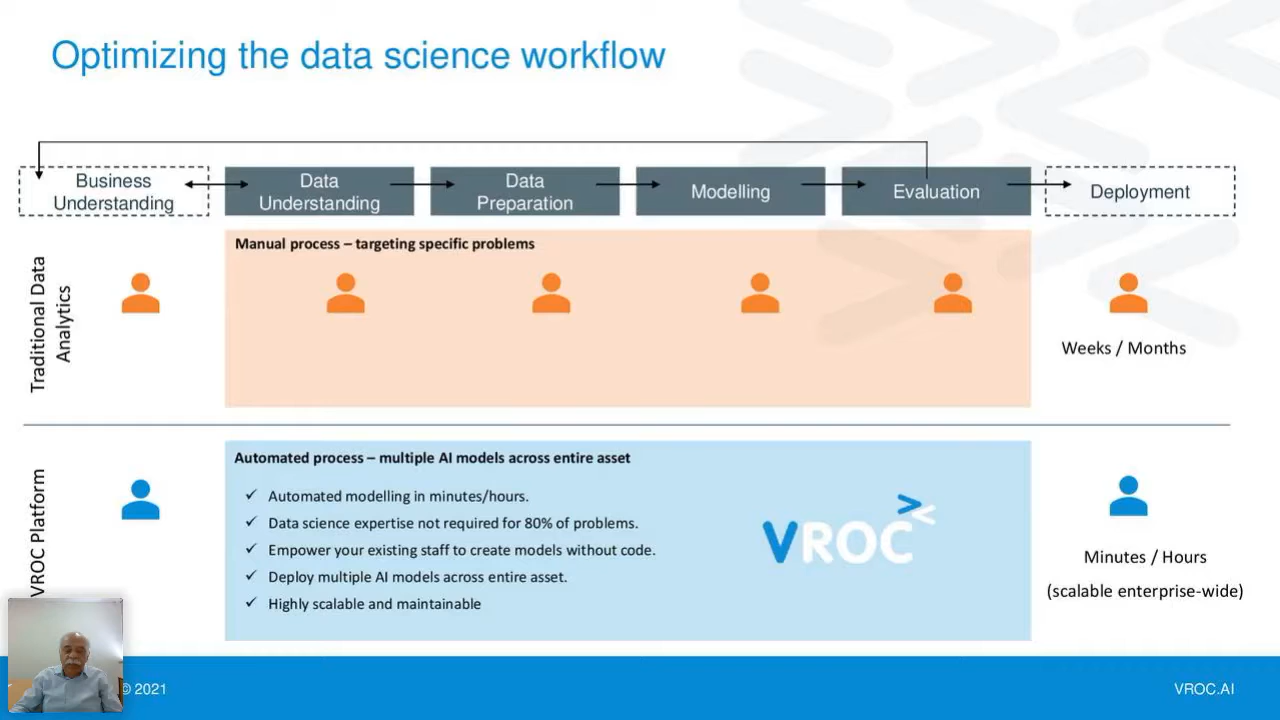 Optimizing the data science workflow
Business
Understanding
Data
Understanding
Data
Preparation
Modelling
Evaluation
Deployment
Traditional Data
Analytics
Manual process – targeting specific problems
Weeks / Months
VROC Platform
Automated process – multiple AI models across entire asset
✓ Automated modelling in minutes/hours.
✓ Data science expertise not required for 80% of problems.
✓ Empower your existing staff to create models without code.
✓ Deploy multiple AI models across entire asset.
✓ Highly scalable and maintainable
VROC
Minutes / Hours
(scalable enterprise-wide)
© 2021
VROC.AI